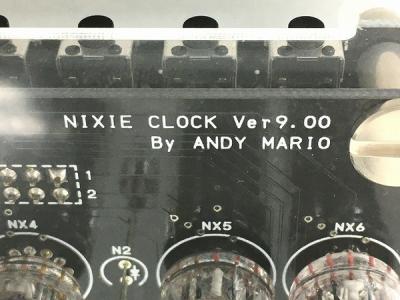 NIXIE CLOCK Ver9.00
By ANDY MARIO
1
2
NX4
N2
NX5
NX6